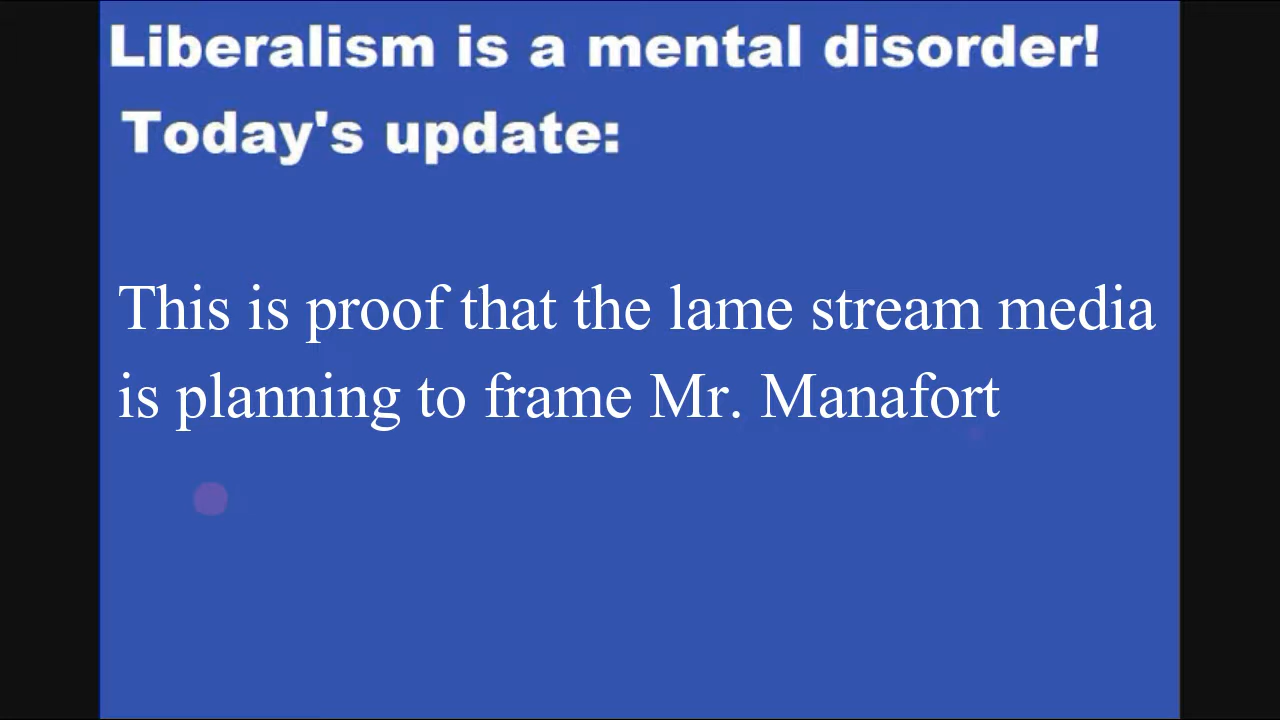 Liberalism is a mental disorder!
Today's update:
This is proof that the lame stream media
is planning to frame Mr. Manafort